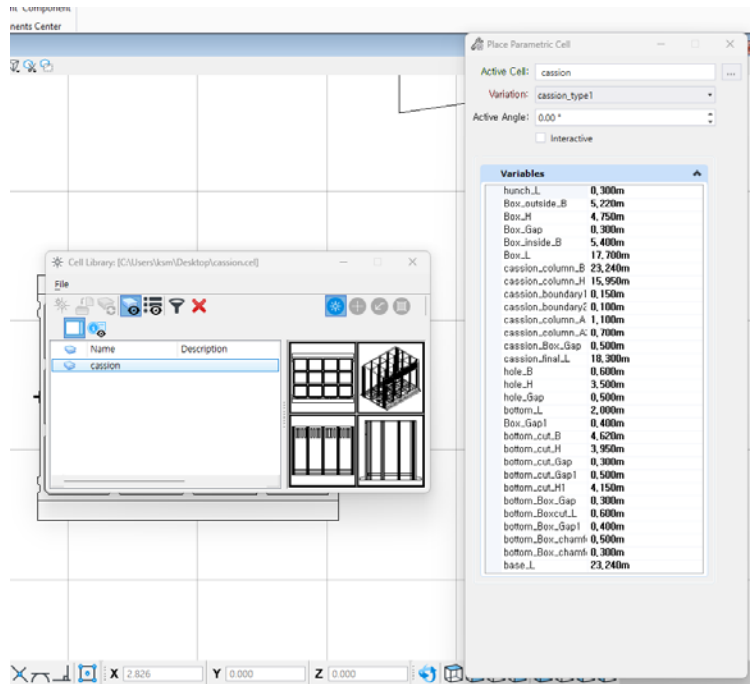 Component
nents Center
Place Parametric Cell
Active Cell: cassion ...
Variation: cassion_type1
Active Angle: 0.00 °
Interactive
Variables
hunch_L 0,300m
Box_outside_B 5,220m
Box_H 4,750m
Box_Gap 0,300m
Box_inside_B 5,400m
Box_L 17,700m
cassion_column_B 23,240m
cassion_column_H 15,950m
cassion_boundary1 0,150m
cassion_boundary2 0,100m
cassion_column_A 1,100m
cassion_column_A: 0,700m
cassion_Box_Gap 0,500m
cassion_final_L 18,300m
hole_B 0,600m
hole_H 3,500m
hole_Gap 0,500m
bottom_L 2,000m
Box_Gap1 0,400m
bottom_cut_B 4,620m
bottom_cut_H 3,950m
bottom_cut_Gap 0,300m
bottom_cut_Gap1 0,500m
bottom_cut_H1 4,150m
bottom_Box_Gap 0,300m
bottom_Boxcut_L 0,600m
bottom_Box_Gap1 0,400m
bottom_Box_chamf 0,500m
bottom_Box_chamf 0,300m
base_L 23,240m
Cell Library: [C:\Users\ksm\Desktop\cassion.cel]
File
Name Description
cassion
X 2.826 Y 0.000 Z 0.000